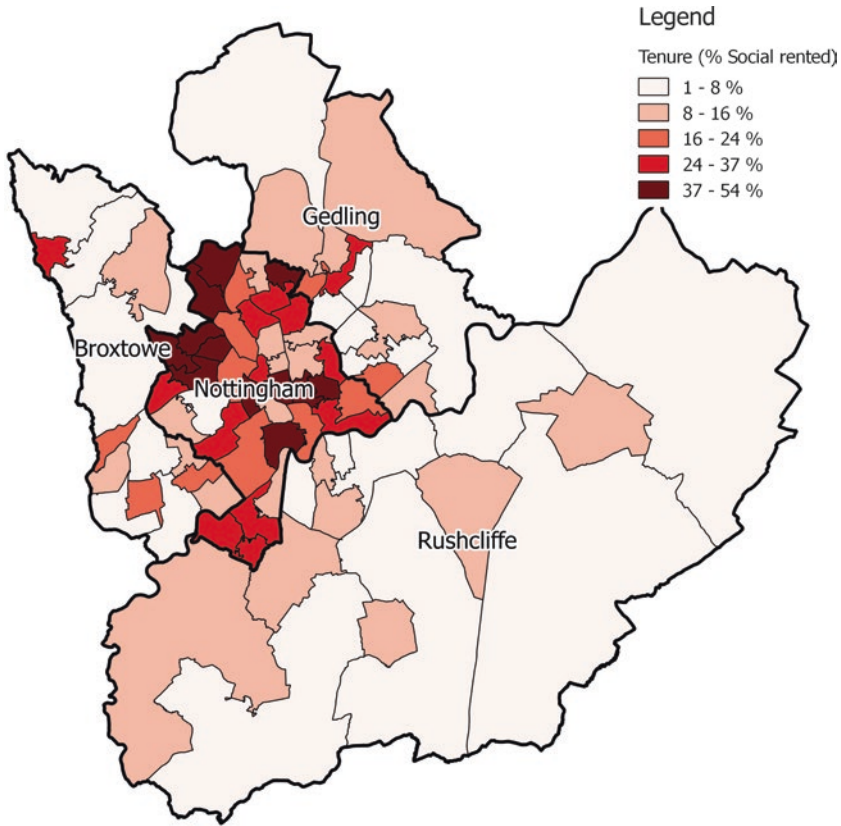 Legend
Tenure (% Social rented)
1 - 8 %
8 - 16 %
16 - 24 %
24 - 37 %
37 - 54 %
Gedling
Broxtowe
Nottingham
Rushcliffe